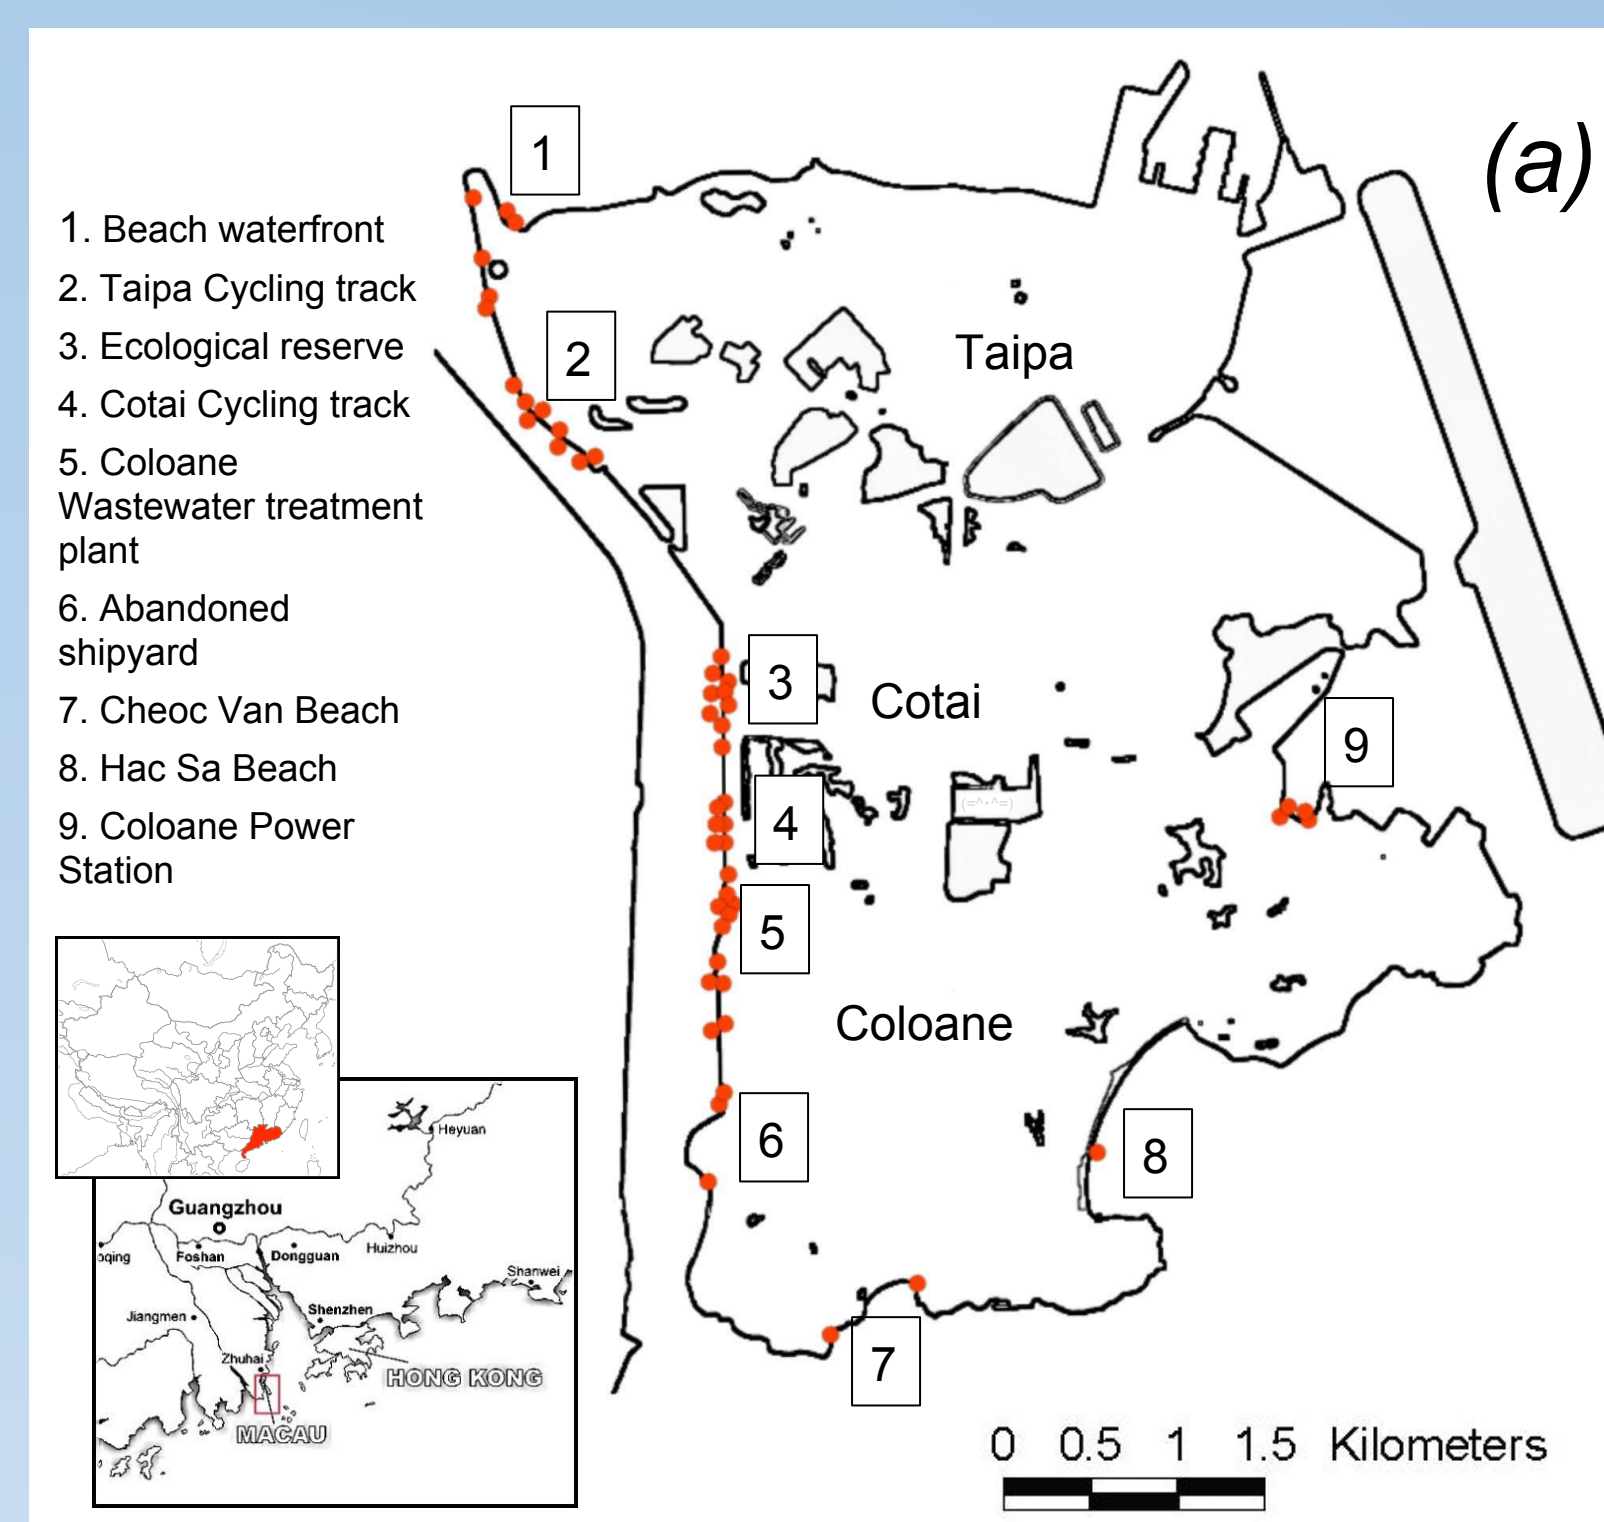 (a)
1
1. Beach waterfront
2. Taipa Cycling track
3. Ecological reserve
4. Cotai Cycling track
5. Coloane
Wastewater treatment
plant
6. Abandoned
shipyard
7. Cheoc Van Beach
8. Hac Sa Beach
9. Coloane Power
Station
2
Taipa
3
Cotai
9
(=^·^=)
4
5
Coloane
6
8
7
Heyuan
Guangzhou
oqing
Foshan
Dongguan
Huizhou
Shanwei
Jiangmen
Shenzhen
Zhuhai
HONG KONG
MACAU
0 0.5 1 1.5 Kilometers